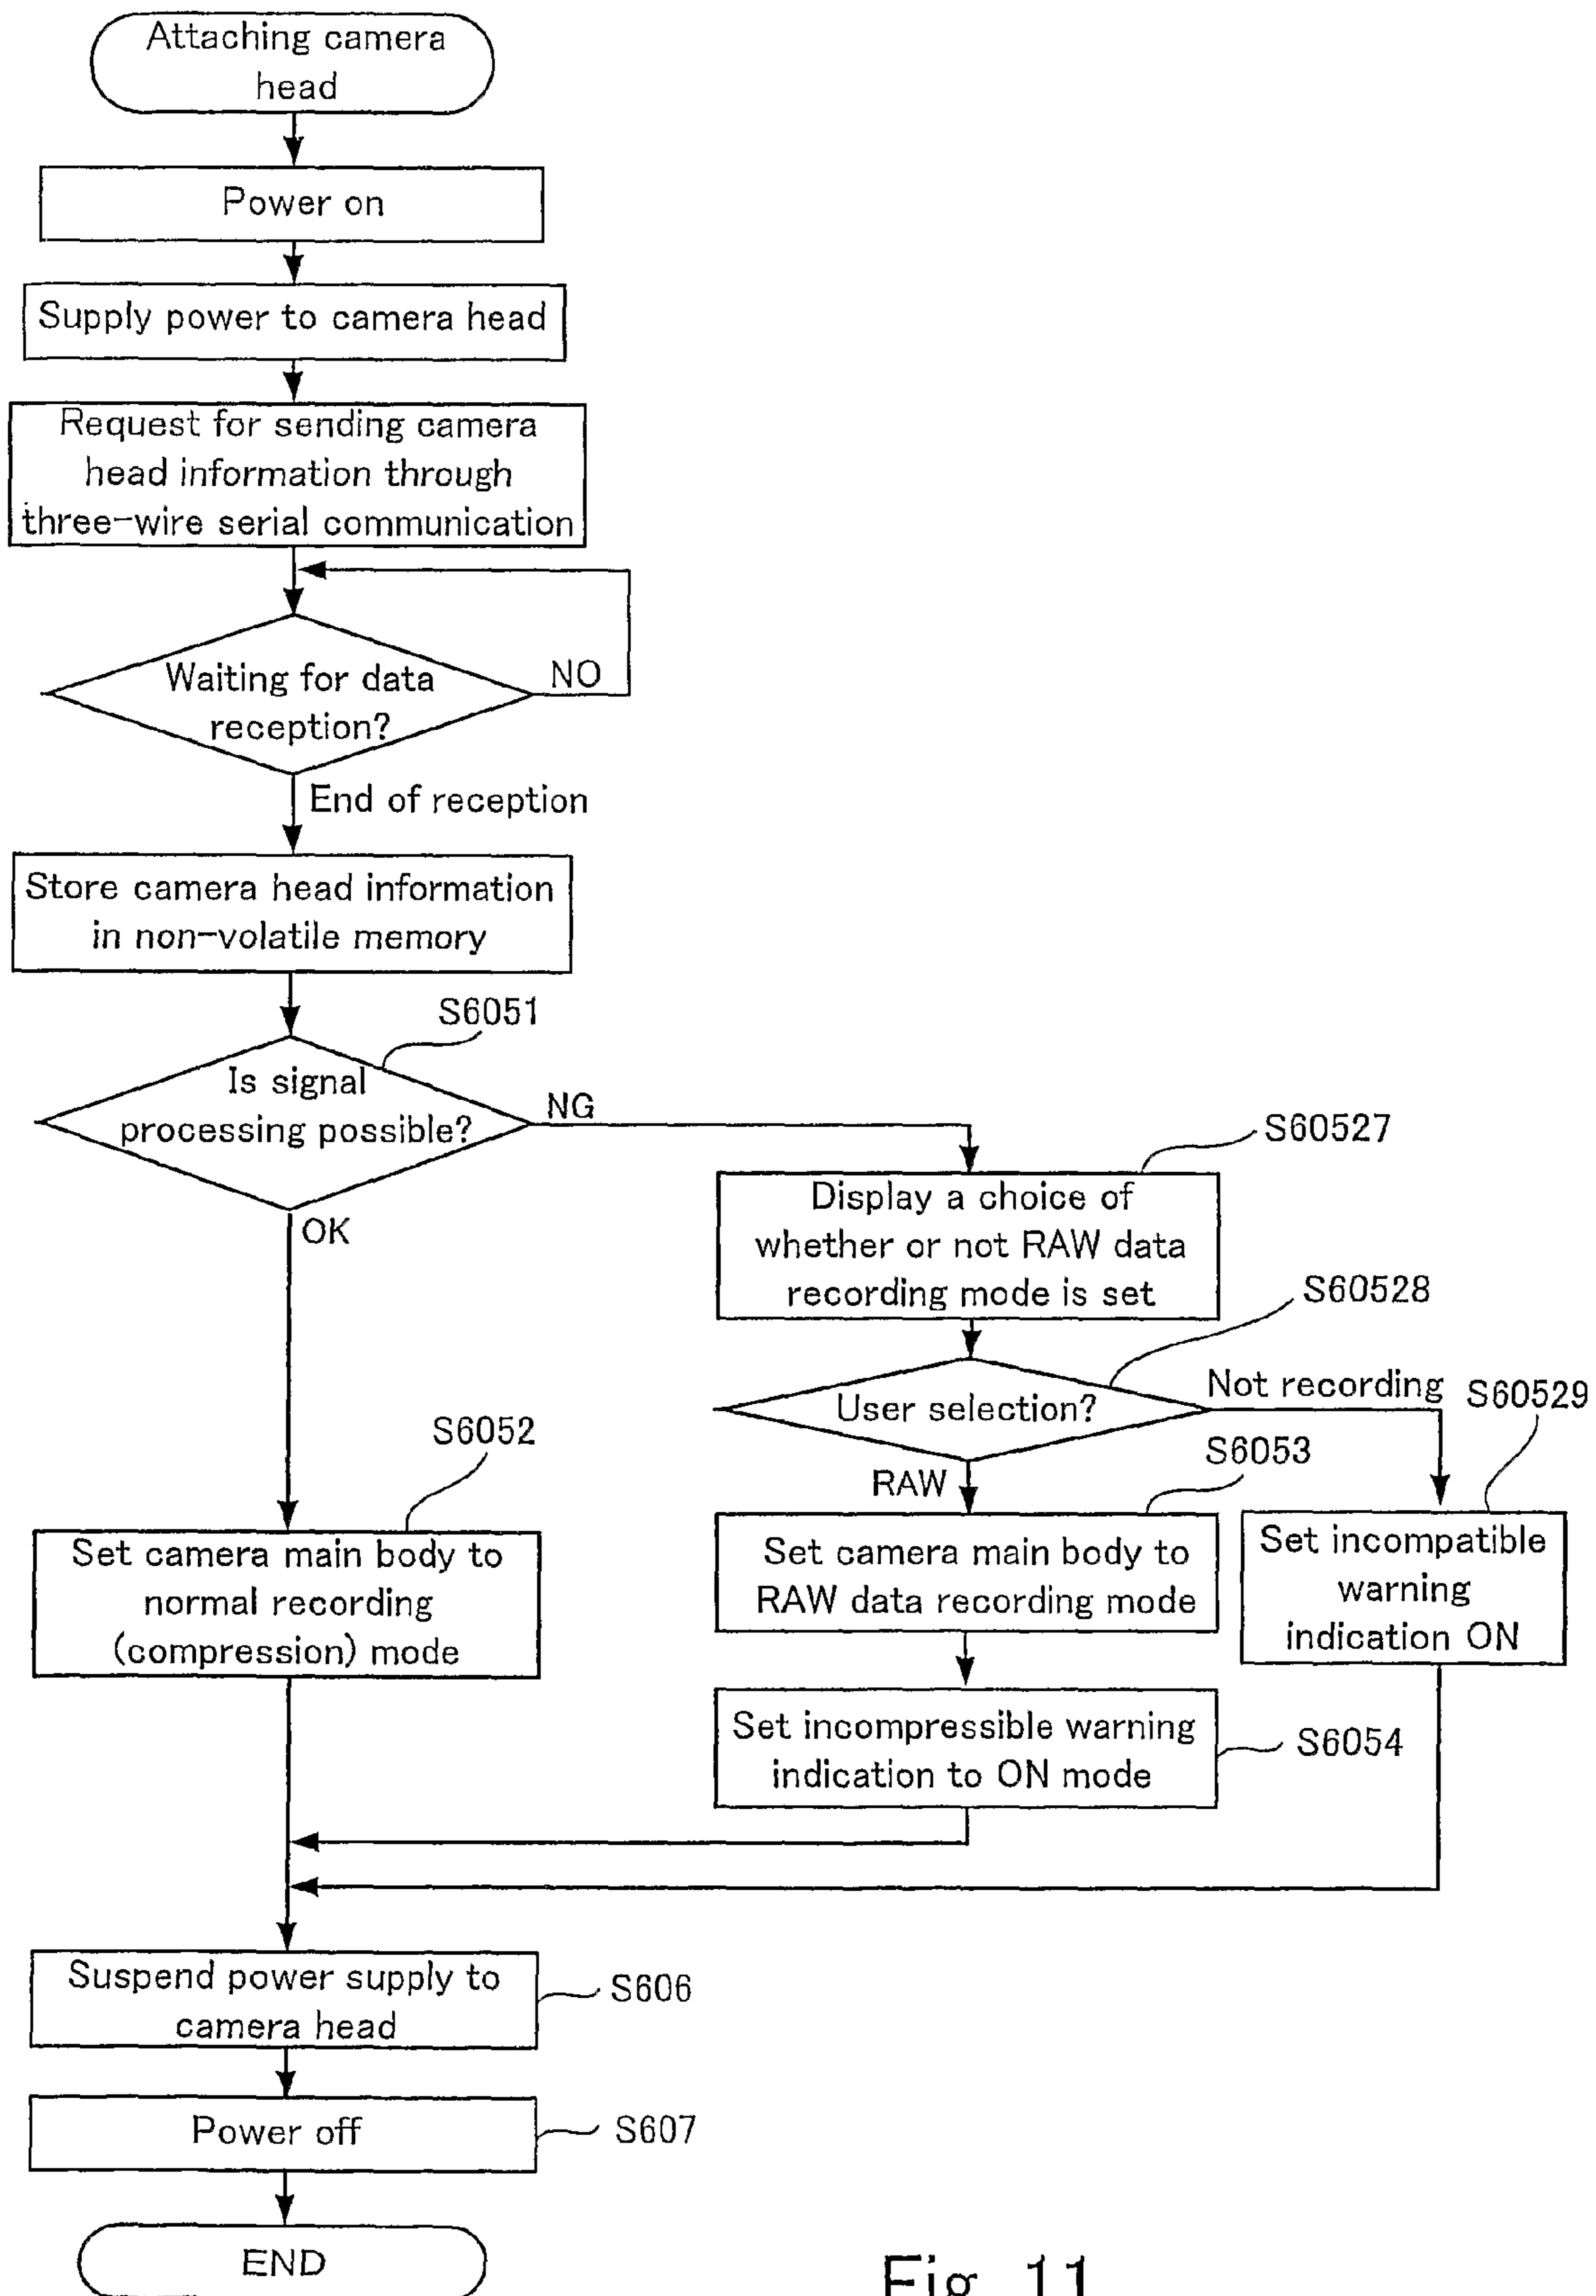 Attaching camera
head
Power on
Supply power to camera head
Request for sending camera
head information through
three-wire serial communication
Waiting for data
reception?
NO
End of reception
Store camera head information
in non-volatile memory
S6051
Is signal
processing possible?
NG
OK
S60527
Display a choice of
whether or not RAW data
recording mode is set
S60528
User selection?
Not recording
S60529
RAW
S6053
S6052
Set camera main body to
normal recording
(compression) mode
Set camera main body to
RAW data recording mode
Set incompatible
warning
indication ON
Set incompressible warning
indication to ON mode
S6054
Suspend power supply to
camera head
S606
Power off
S607
END
Fig. 11